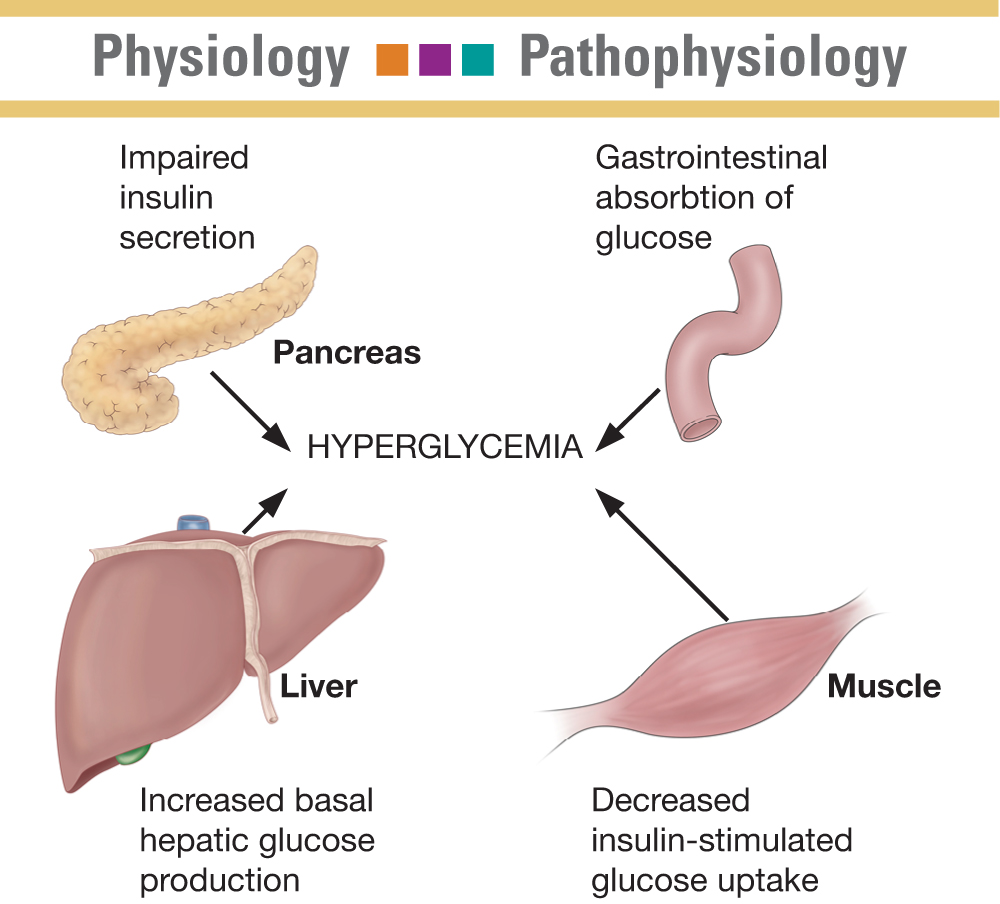 Physiology Pathophysiology
Impaired
insulin
secretion
Gastrointestinal
absorbtion of
glucose
Pancreas
HYPERGLYCEMIA
Liver
Muscle
Increased basal
hepatic glucose
production
Decreased
insulin-stimulated
glucose uptake